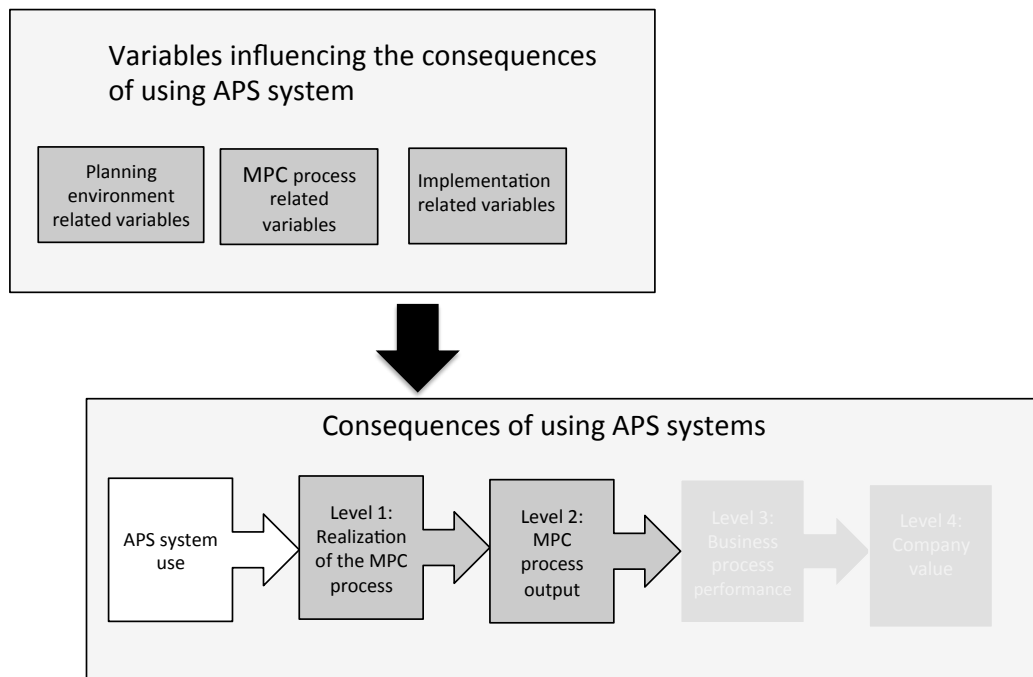 Variables influencing the consequences
of using APS system
Planning
environment
related variables
MPC process
related
variables
Implementation
related variables
Consequences of using APS systems
APS system
use
Level 1:
Realization
of the MPC
process
Level 2:
MPC
process
output
Level 3:
Business
process
performance
Level 4:
Company
value